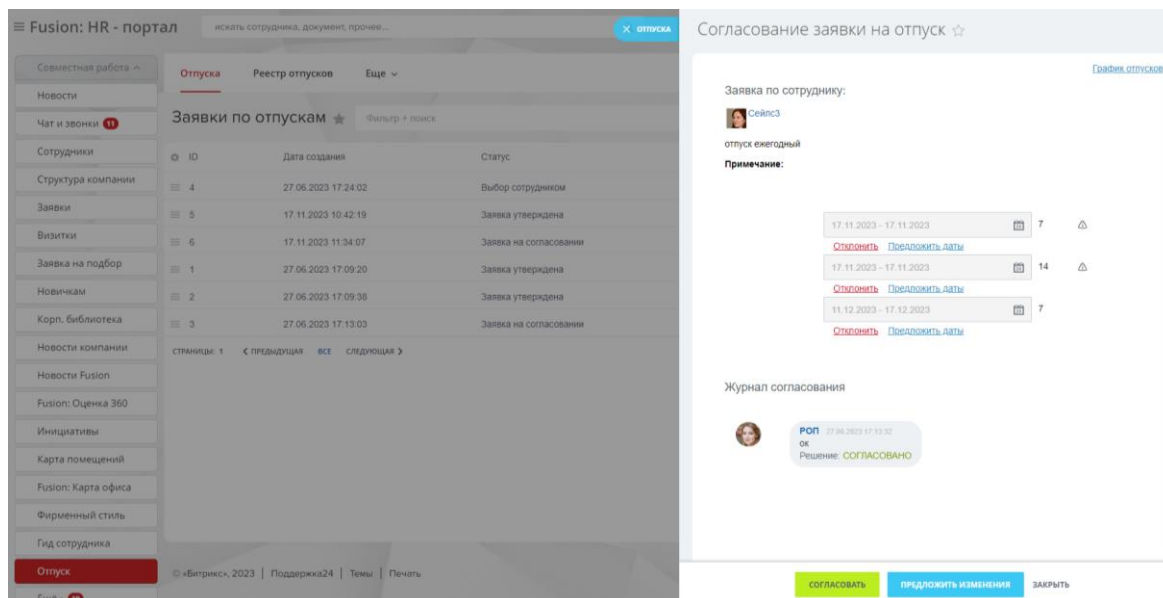 Fusion: HR - портал
искать сотрудника, документ, прочее...
ОТПУСКА
Совместная работа
Новости
Чат и звонки 11
Сотрудники
Структура компании
Заявки
Визитки
Заявка на подбор
Новичкам
Корп. библиотека
Новости компании
Новости Fusion
Fusion: Оценка 360
Инициативы
Карта помещений
Fusion: Карта офиса
Фирменный стиль
Гид сотрудника
Отпуск
Отпуска Реестр отпусков Еще
Заявки по отпускам Фильтр + поиск
ID Дата создания Статус
4 27.06.2023 17:24:02 Выбор сотрудником
5 17.11.2023 10:42:19 Заявка утверждена
6 17.11.2023 11:34:07 Заявка на согласовании
1 27.06.2023 17:09:20 Заявка утверждена
2 27.06.2023 17:09:38 Заявка утверждена
3 27.06.2023 17:13:03 Заявка на согласовании
СТРАНИЦЫ: 1 ПРЕДЫДУЩАЯ ВСЕ СЛЕДУЮЩАЯ
© «Битрикс», 2023 | Поддержка24 | Темы | Печать
Согласование заявки на отпуск
График отпусков
Заявка по сотруднику:
Сейлс3
отпуск ежегодный
Примечание:
17.11.2023 - 17.11.2023 7
Отклонить Предложить даты
17.11.2023 - 17.11.2023 14
Отклонить Предложить даты
11.12.2023 - 17.12.2023 7
Отклонить Предложить даты
Журнал согласования
РОП 27.06.2023 17:13:32
ок
Решение: СОГЛАСОВАНО
СОГЛАСОВАТЬ ПРЕДЛОЖИТЬ ИЗМЕНЕНИЯ ЗАКРЫТЬ